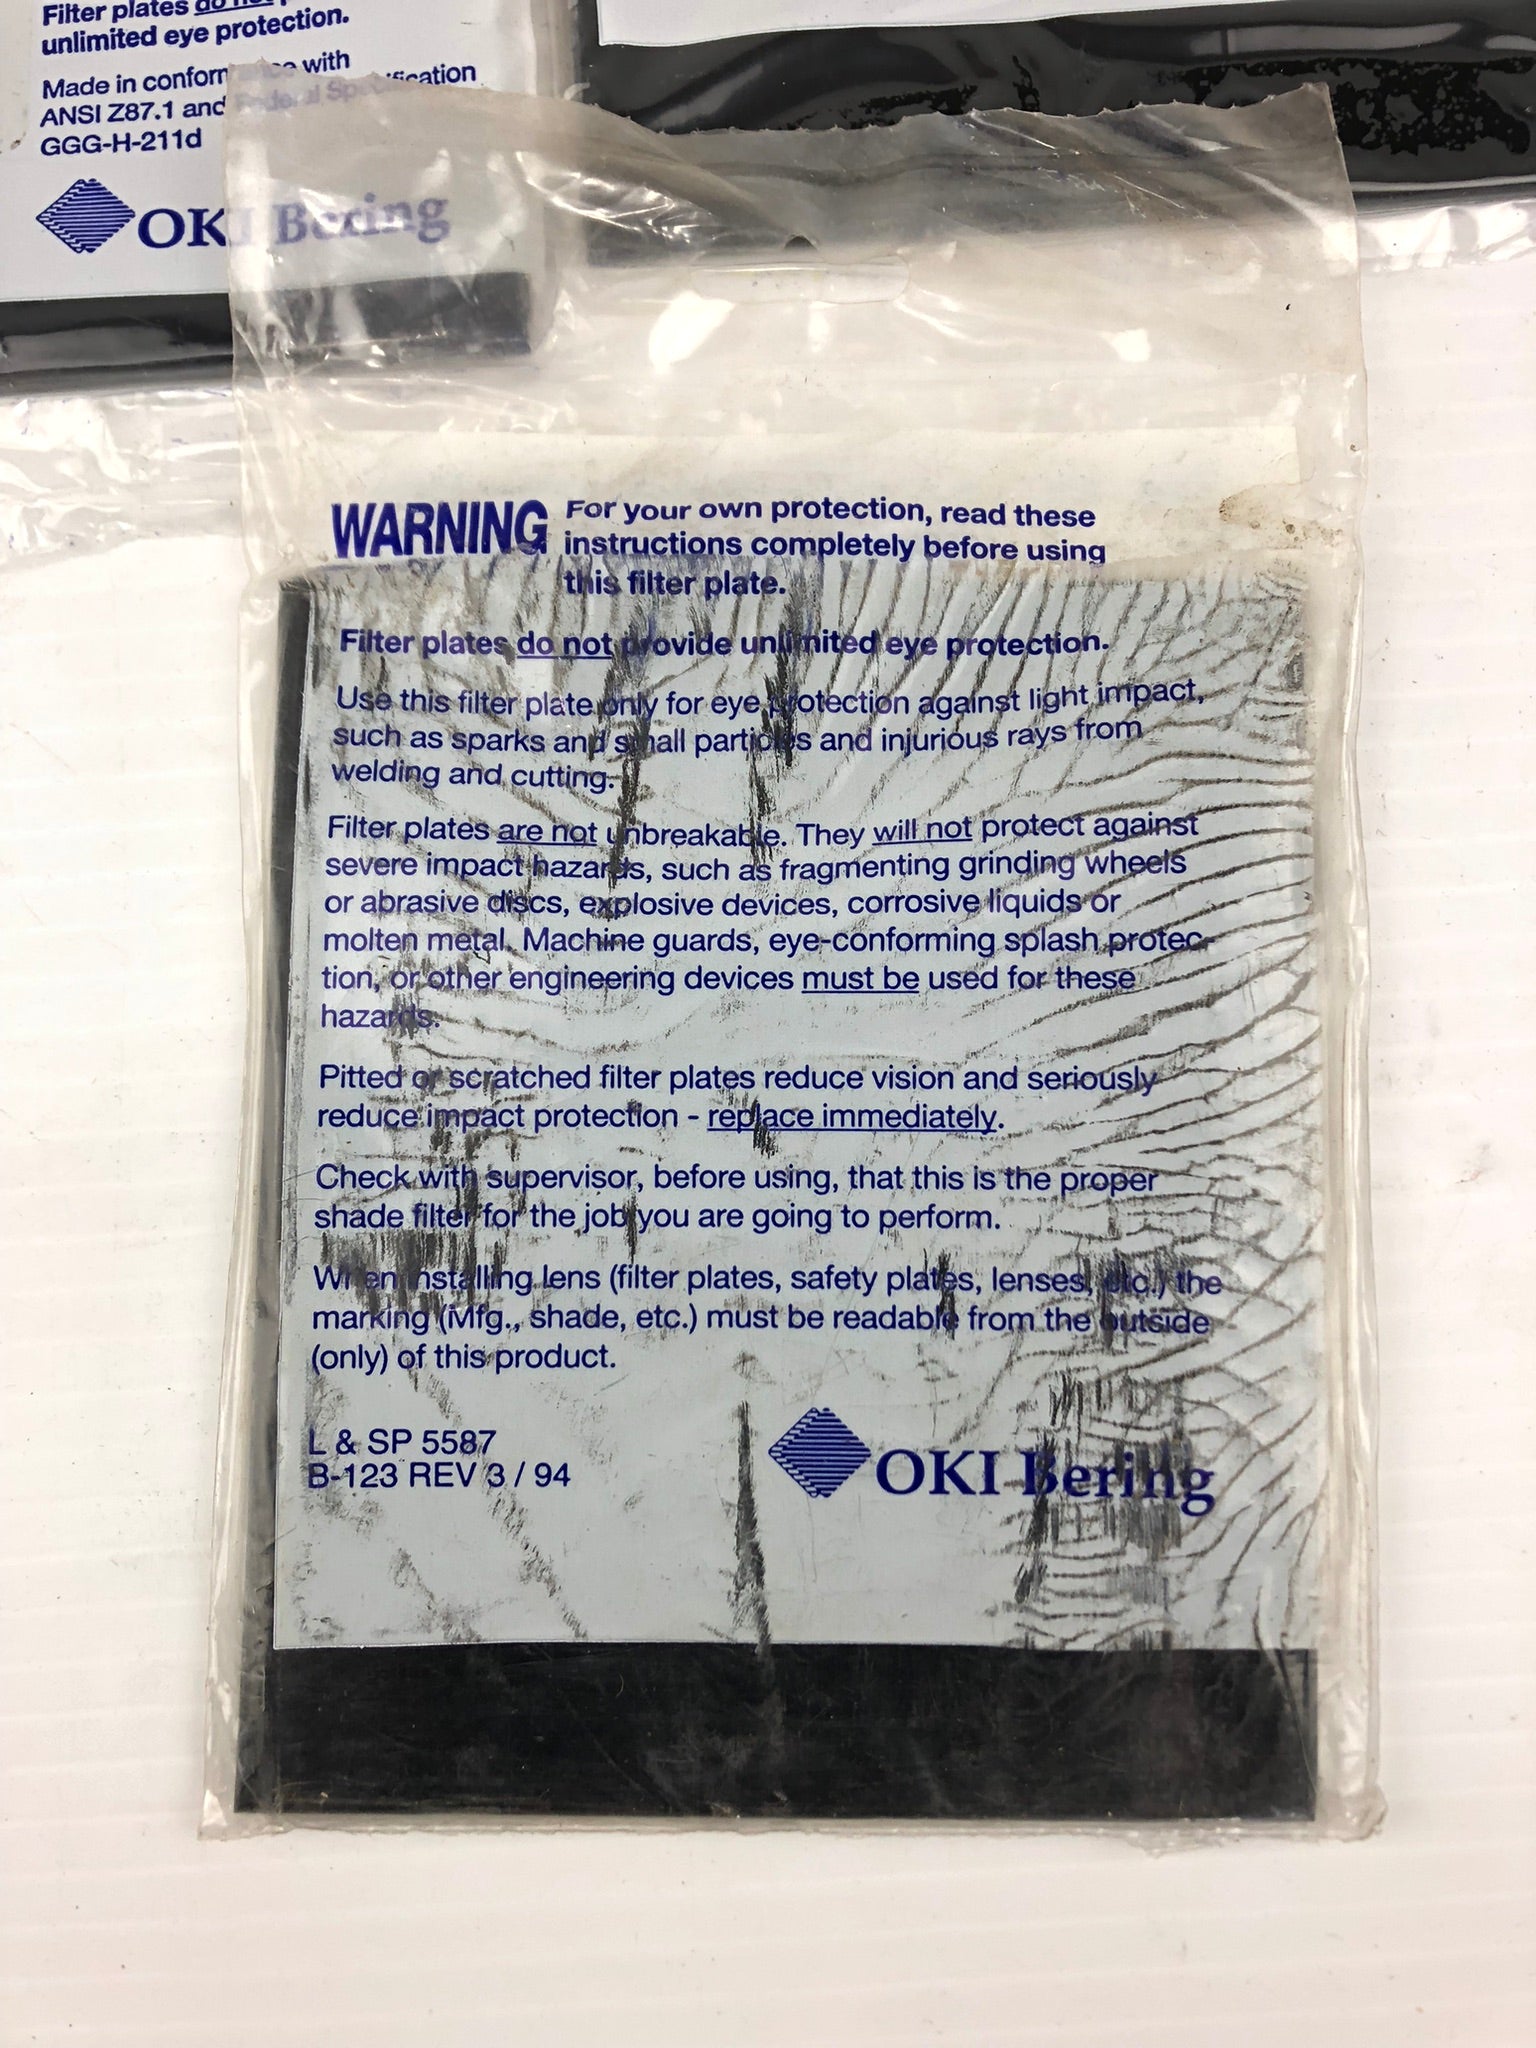 Filter plates do not
unlimited eye protection.
Made in conformance with
ANSI Z87.1 and Federal Specification
GGG-H-211d
OKI Bering
WARNING For your own protection, read these
instructions completely before using
this filter plate.
Filter plates do not provide unlimited eye protection.
Use this filter plate only for eye protection against light impact,
such as sparks and small particles and injurious rays from
welding and cutting.
Filter plates are not unbreakable. They will not protect against
severe impact hazards, such as fragmenting grinding wheels
or abrasive discs, explosive devices, corrosive liquids or
molten metal. Machine guards, eye-conforming splash protec-
tion, or other engineering devices must be used for these
hazards.
Pitted or scratched filter plates reduce vision and seriously
reduce impact protection - replace immediately.
Check with supervisor, before using, that this is the proper
shade filter for the job you are going to perform.
When installing lens (filter plates, safety plates, lenses, etc.) the
marking (Mfg., shade, etc.) must be readable from the outside
(only) of this product.
L & SP 5587
B-123 REV 3 / 94
OKI Bering